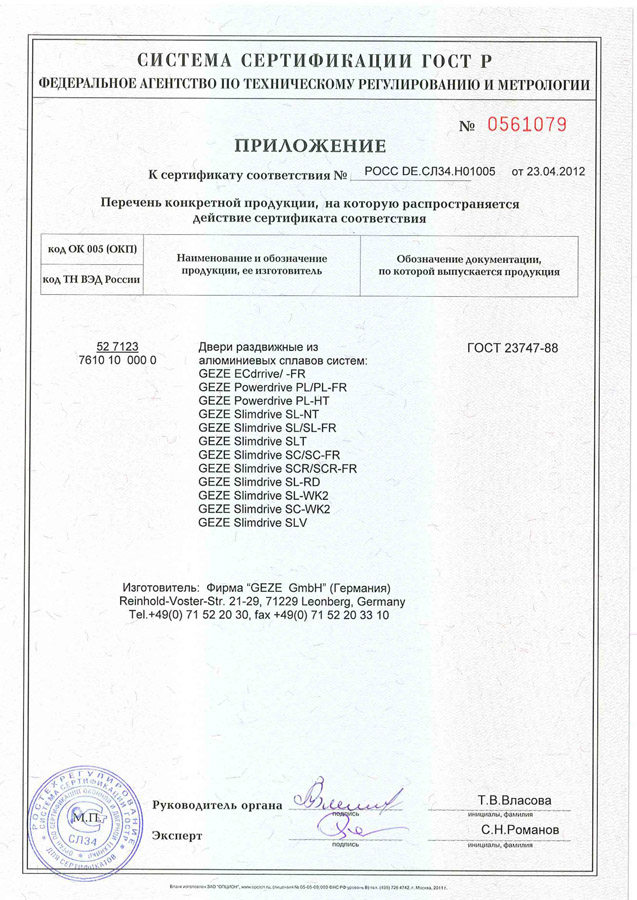 СИСТЕМА СЕРТИФИКАЦИИ ГОСТ Р
ФЕДЕРАЛЬНОЕ АГЕНТСТВО ПО ТЕХНИЧЕСКОМУ РЕГУЛИРОВАНИЮ И МЕТРОЛОГИИ
№ 0561079
ПРИЛОЖЕНИЕ
К сертификату соответствия № РОСС DE.СЛ34.Н01005 от 23.04.2012
Перечень конкретной продукции, на которую распространяется
действие сертификата соответствия
код ОК 005 (ОКП)
код ТН ВЭД России
Наименование и обозначение
продукции, ее изготовитель
Обозначение документации,
по которой выпускается продукция
52 7123
7610 10 000 0
Двери раздвижные из
алюминиевых сплавов систем:
GEZE ECdrrive/ -FR
GEZE Powerdrive PL/PL-FR
GEZE Powerdrive PL-HT
GEZE Slimdrive SL-NT
GEZE Slimdrive SL/SL-FR
GEZE Slimdrive SLT
GEZE Slimdrive SC/SC-FR
GEZE Slimdrive SCR/SCR-FR
GEZE Slimdrive SL-RD
GEZE Slimdrive SL-WK2
GEZE Slimdrive SC-WK2
GEZE Slimdrive SLV
ГОСТ 23747-88
Изготовитель: Фирма "GEZE GmbH" (Германия)
Reinhold-Voster-Str. 21-29, 71229 Leonberg, Germany
Tel.+49(0) 71 52 20 30, fax +49(0) 71 52 20 33 10
Руководитель органа
подпись
Т.В.Власова
инициалы, фамилия
Эксперт
подпись
С.Н.Романов
инициалы, фамилия
М.П.
СЛ34
РОСТЕХРЕГУЛИРОВАНИЕ
СИСТЕМА СЕРТИФИКАЦИИ ГОСТ Р
ДЛЯ СЕРТИФИКАТОВ